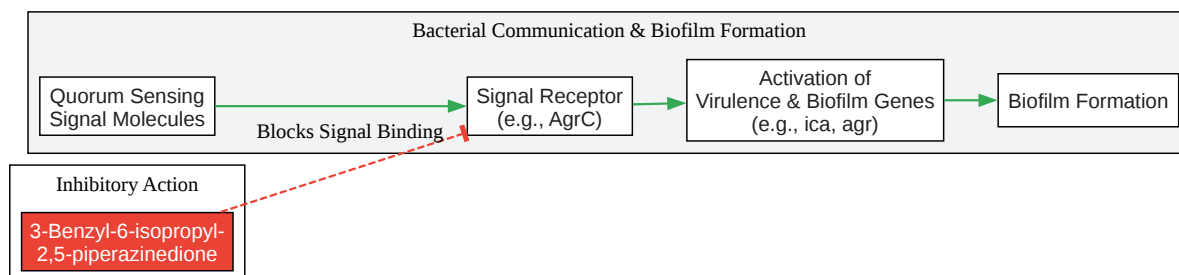 Bacterial Communication & Biofilm Formation
Quorum Sensing
Signal Molecules
Signal Receptor
(e.g., AgrC)
Activation of
Virulence & Biofilm Genes
(e.g., ica, agr)
Biofilm Formation
Blocks Signal Binding
Inhibitory Action
3-Benzyl-6-isopropyl-
2,5-piperazinedione